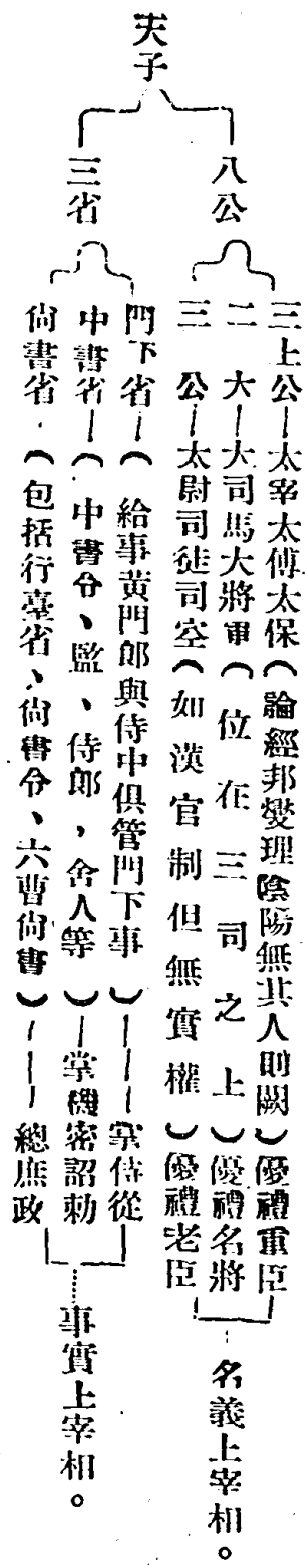 天子
八公
三上公—太宰太傅太保(論經邦燮理陰陽無其人則闕)優禮重臣
二大—大司馬大將軍(位在三司之上)優禮名將
三公—太尉司徒司空(如漢官制但無實權)優禮老臣
名義上宰相。
三省
門下省—(給事黃門郎與侍中俱管門下事)—掌侍從
中書省—(中書令、監、侍郎,舍人等)—掌機密詔勅
尙書省—(包括行臺省、尙書令、六曹尙書)—總庶政
事實上宰相。